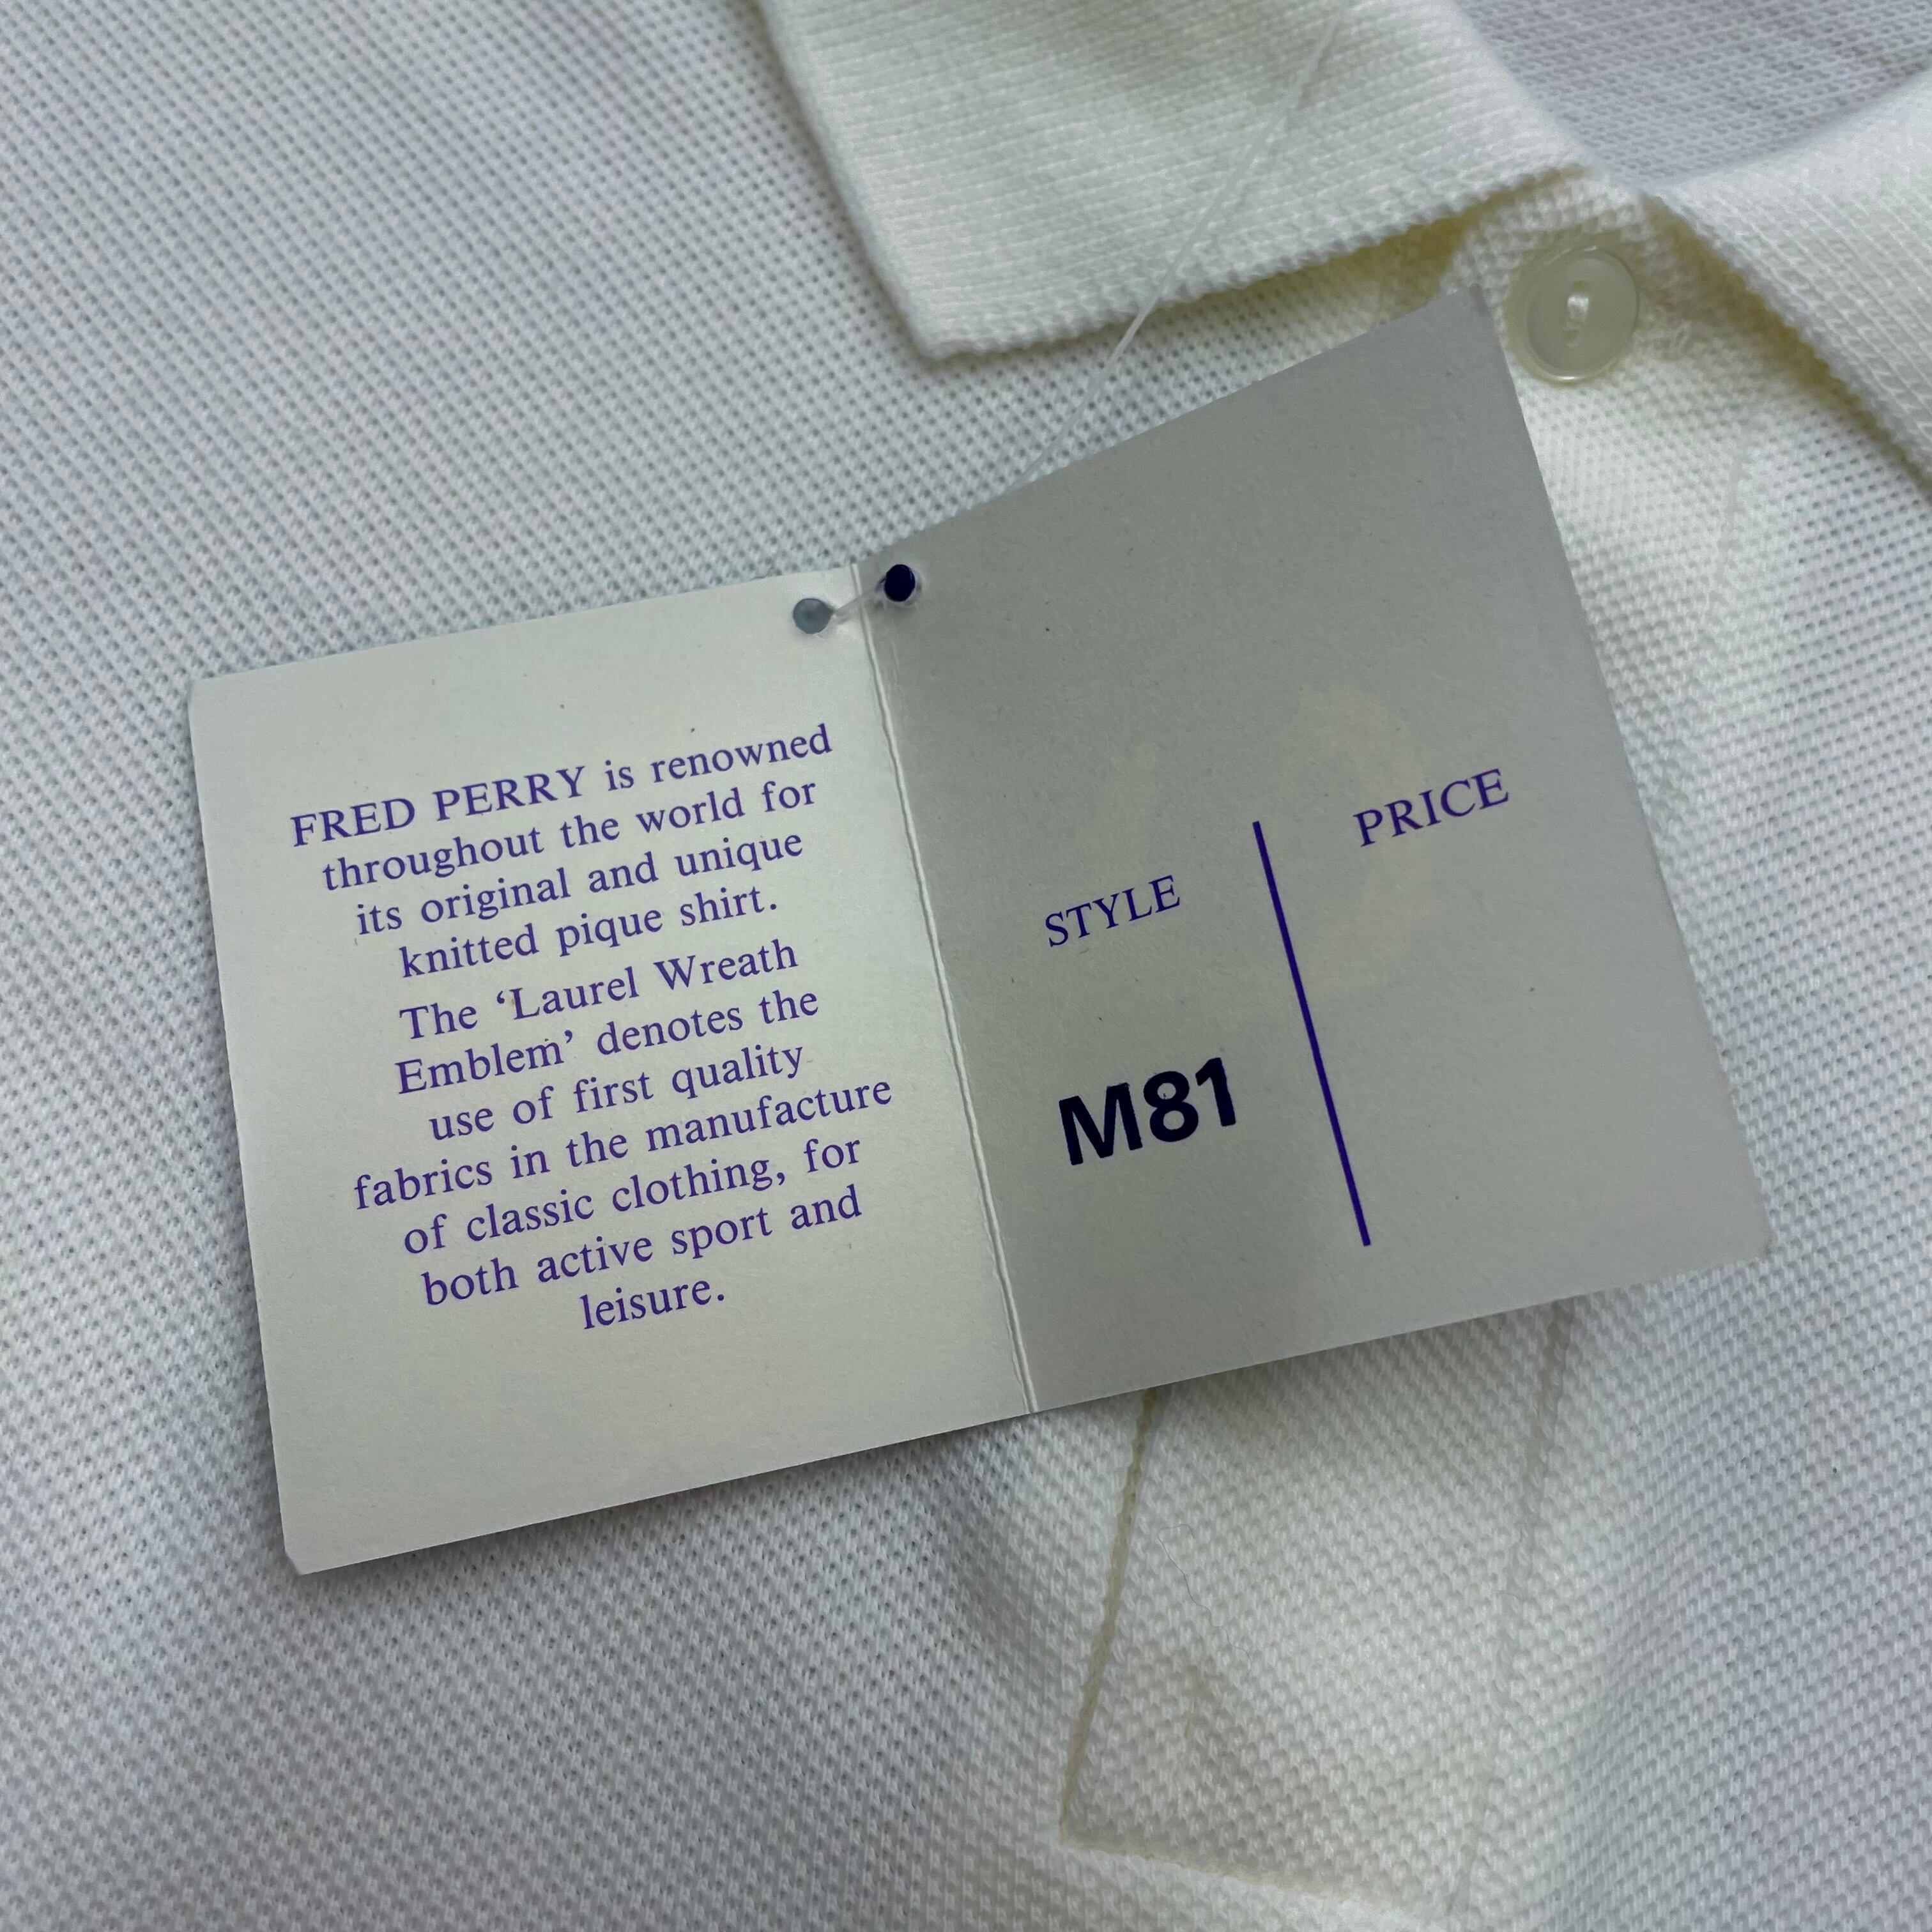 FRED PERRY is renowned
throughout the world for
its original and unique
knitted pique shirt.
The ‘Laurel Wreath
Emblem’ denotes the
use of first quality
fabrics in the manufacture
of classic clothing, for
both active sport and
leisure.
STYLE
M81
PRICE